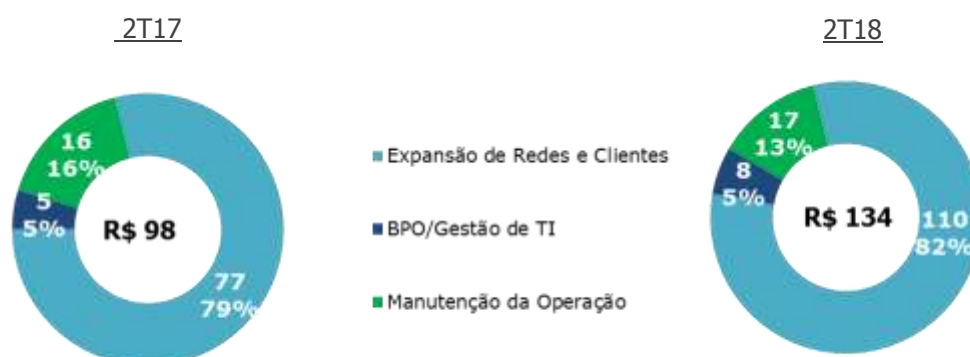 2T17
2T18
16
16%
5
5%
R$ 98
77
79%
Expansão de Redes e Clientes
BPO/Gestão de TI
Manutenção da Operação
17
13%
8
5%
R$ 134
110
82%